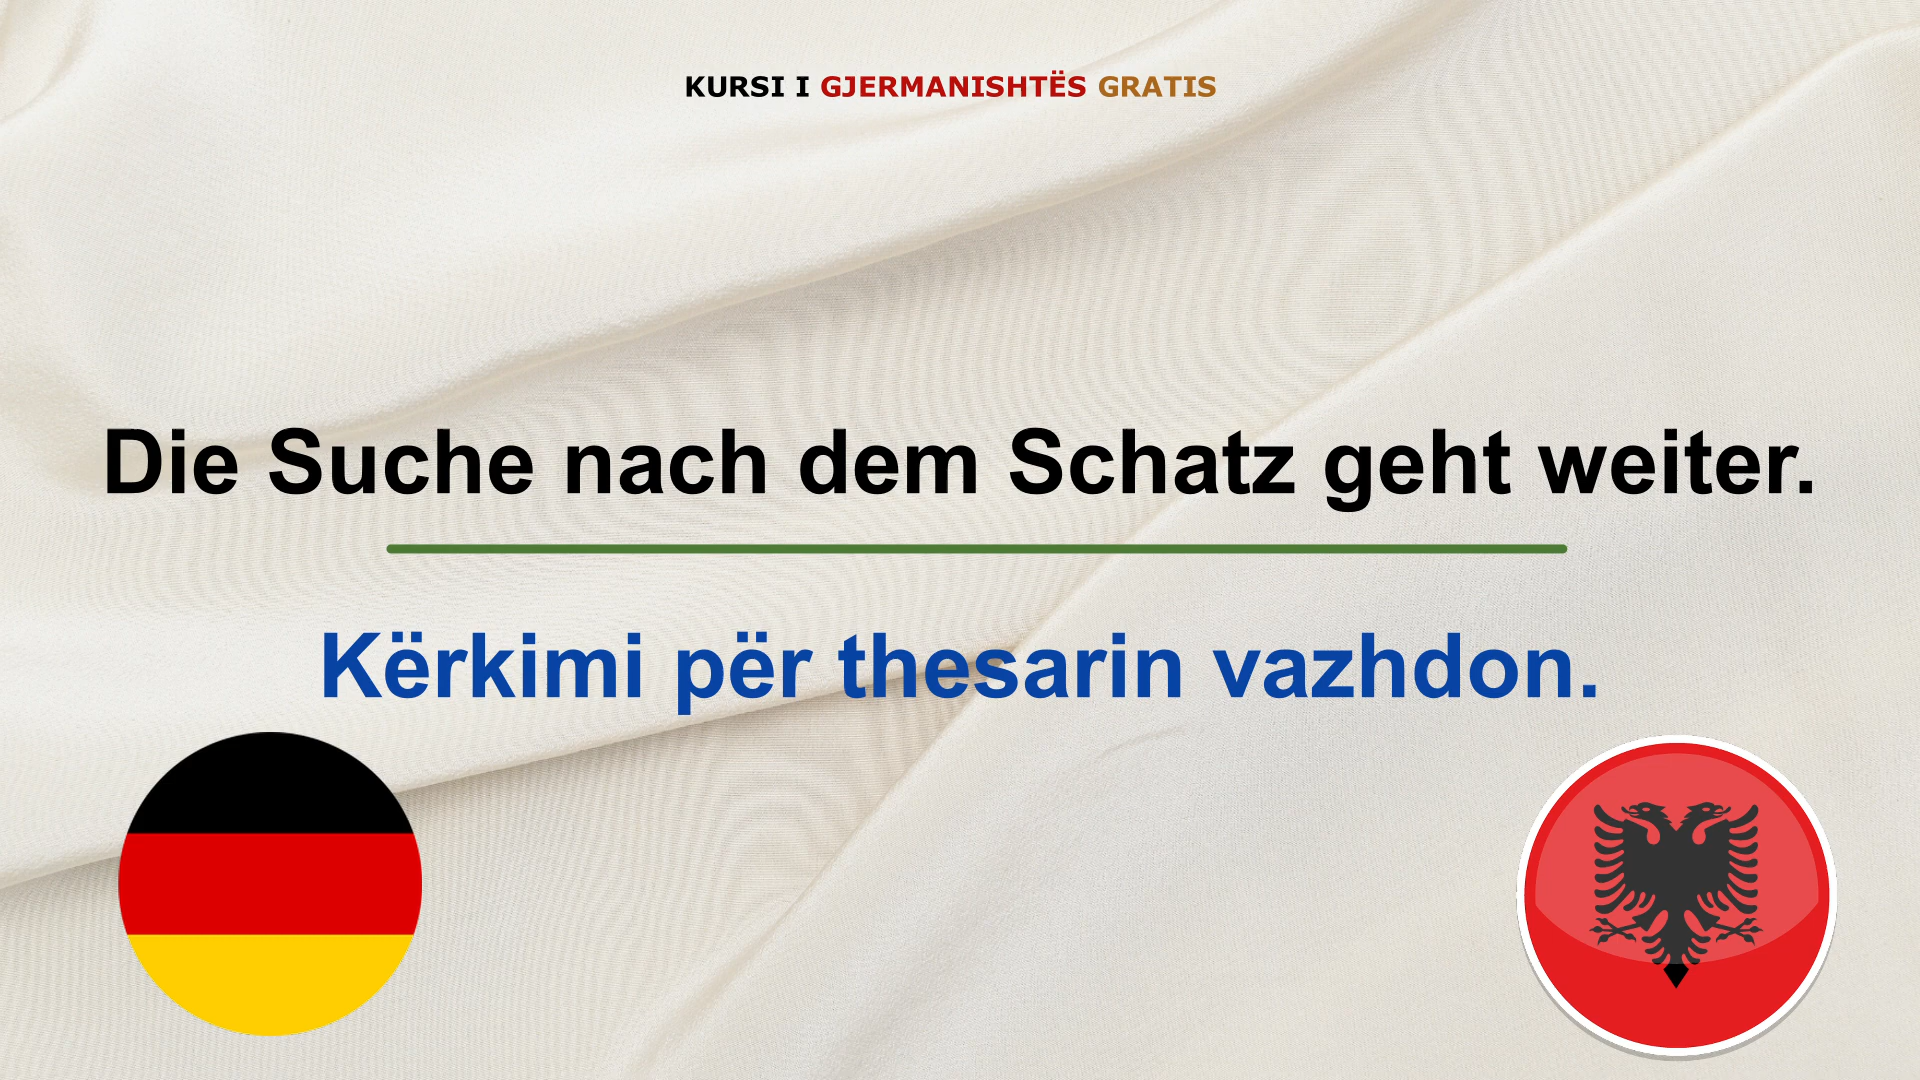 KURSI I GJERMANISHTËS GRATIS
Die Suche nach dem Schatz geht weiter.
Kërkimi për thesarin vazhdon.